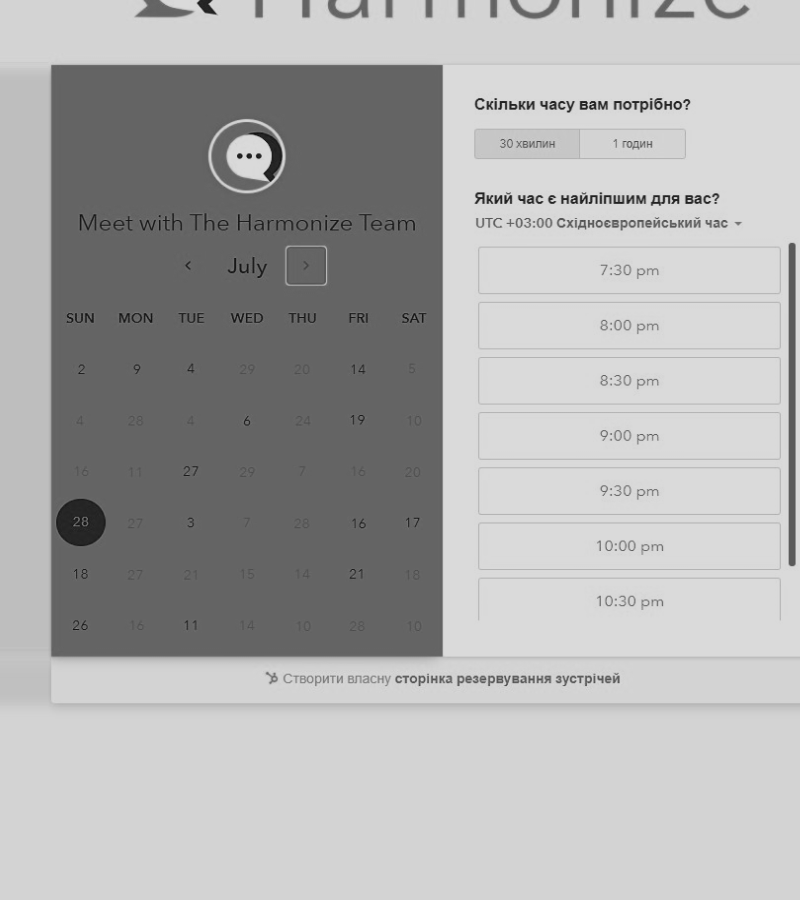 Harmonize
Meet with The Harmonize Team
July
SUN MON TUE WED THU FRI SAT
2 9 4 29 20 14 5
4 28 4 6 24 19 10
16 11 27 29 7 16 20
28 27 3 7 28 16 17
18 27 21 15 14 21 18
26 16 11 14 10 28 10
Скільки часу вам потрібно?
30 хвилин 1 годин
Який час є найліпшим для вас?
UTC +03:00 Східноєвропейський час
7:30 pm
8:00 pm
8:30 pm
9:00 pm
9:30 pm
10:00 pm
10:30 pm
Створити власну сторінка резервування зустрічей